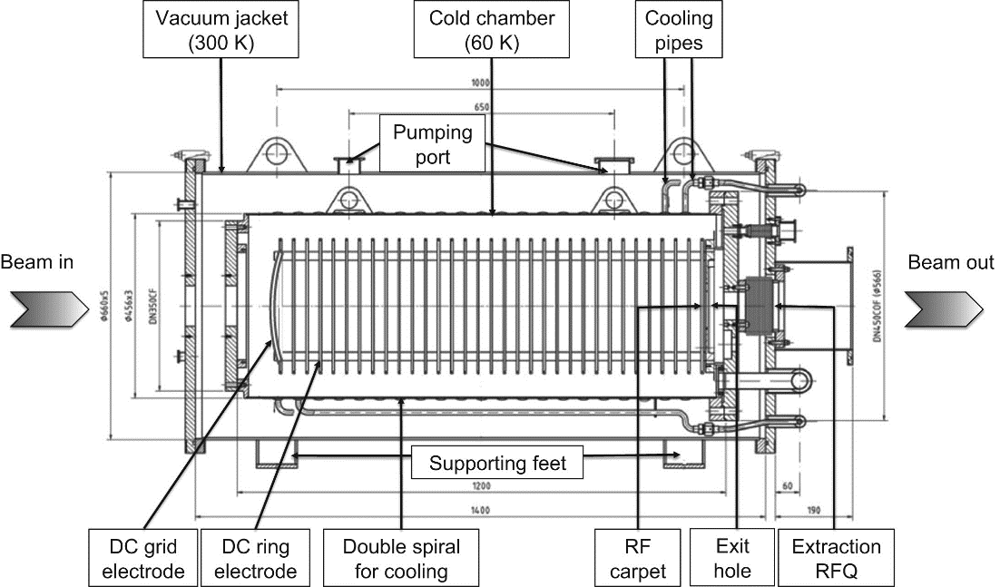 Vacuum jacket
(300 K)
Cold chamber
(60 K)
Cooling
pipes
1000
650
Pumping
port
Beam in
Beam out
Φ660x5
Φ456x3
DN350CF
DN450COF (Φ566)
Supporting feet
1200
1400
60
190
DC grid
electrode
DC ring
electrode
Double spiral
for cooling
RF
carpet
Exit
hole
Extraction
RFQ